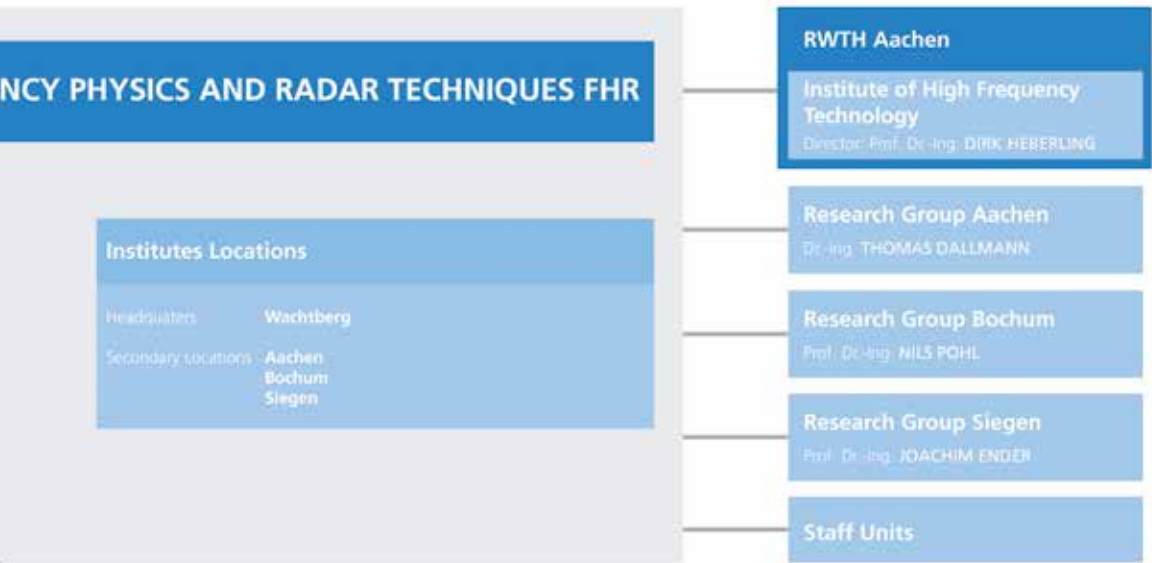 NCY PHYSICS AND RADAR TECHNIQUES FHR
Institutes Locations
Headquaters Wachtberg
Secondary Locations Aachen
Bochum
Siegen
RWTH Aachen
Institute of High Frequency
Technology
Director: Prof. Dr.-Ing. DIRK HEBERLING
Research Group Aachen
Dr.-Ing. THOMAS DALLMANN
Research Group Bochum
Prof. Dr.-Ing. NILS POHL
Research Group Siegen
Prof. Dr.-Ing. JOACHIM ENDER
Staff Units